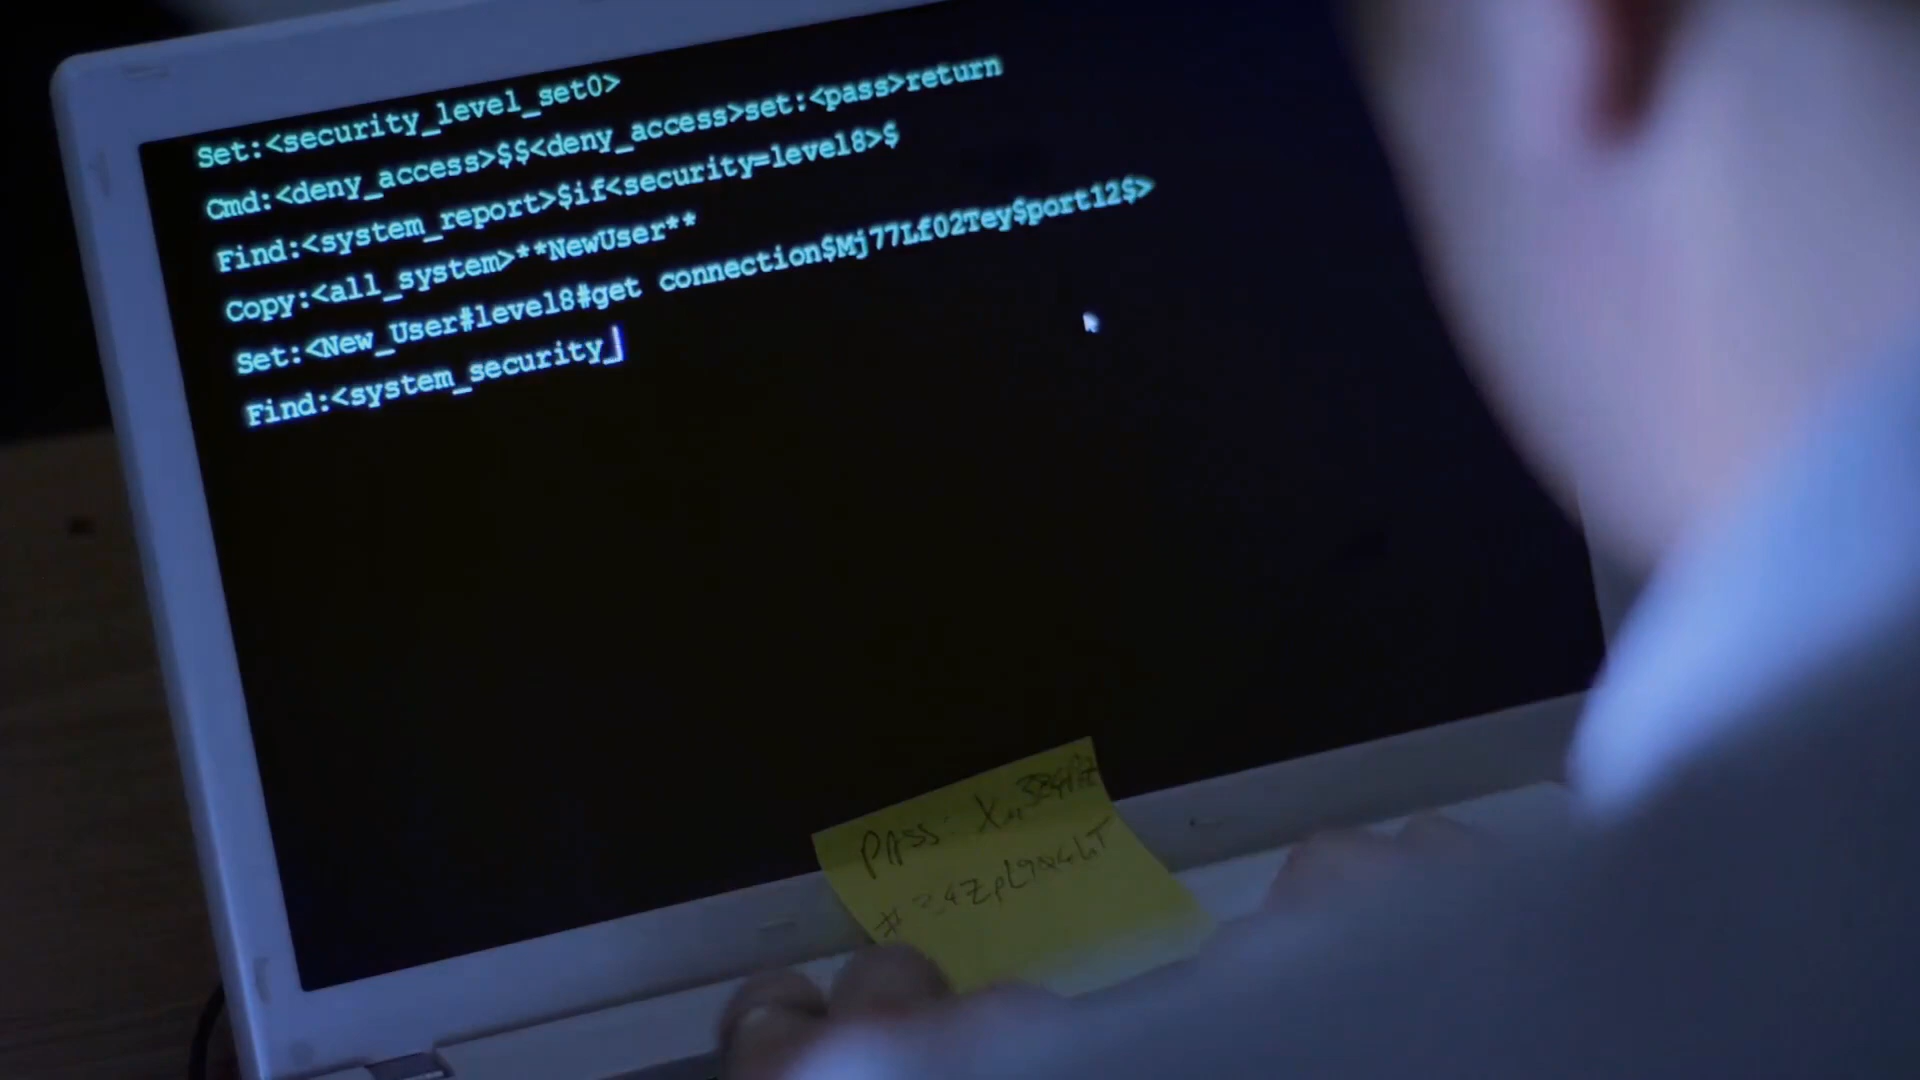 Set:<security_level_set0>
Cmd:<deny_access>$$<deny_access>set:<pass>return
Find:<system_report>$if<security=level8>$
Copy:<all_system>**NewUser**
Set:<New_User#level8#get connection$Mj77Lf02Tey$port12$>
Find:<system_security_
PASS: